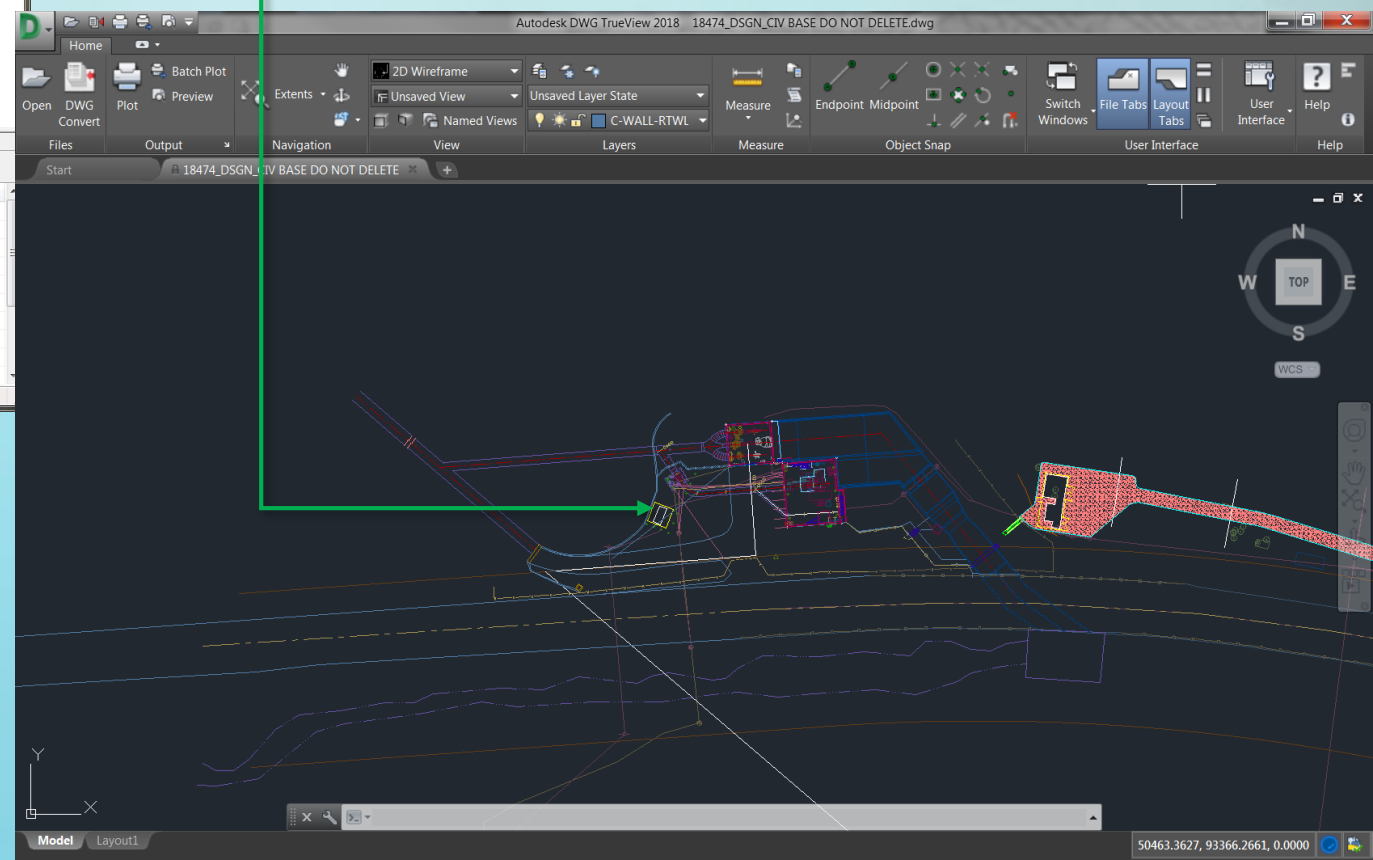 Autodesk DWG TrueView 2018 18474_DSGN_CIV BASE DO NOT DELETE.dwg
Home
Batch Plot
Preview
Open
DWG Convert
Plot
Extents
2D Wireframe
Unsaved View
Named Views
Unsaved Layer State
C-WALL-RTWL
Measure
Endpoint Midpoint
Switch Windows
File Tabs
Layout Tabs
User Interface
Help
Files Output Navigation View Layers Measure Object Snap User Interface Help
Start 18474_DSGN_CIV BASE DO NOT DELETE
N
W TOP E
S
WCS
Y
X
Model Layout1
50463.3627, 93366.2661, 0.0000